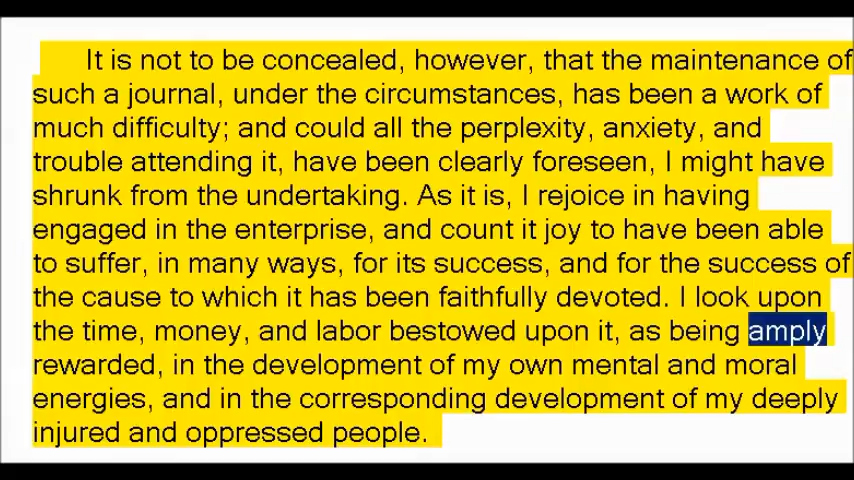 It is not to be concealed, however, that the maintenance of
such a journal, under the circumstances, has been a work of
much difficulty; and could all the perplexity, anxiety, and
trouble attending it, have been clearly foreseen, I might have
shrunk from the undertaking. As it is, I rejoice in having
engaged in the enterprise, and count it joy to have been able
to suffer, in many ways, for its success, and for the success of
the cause to which it has been faithfully devoted. I look upon
the time, money, and labor bestowed upon it, as being amply
rewarded, in the development of my own mental and moral
energies, and in the corresponding development of my deeply
injured and oppressed people.